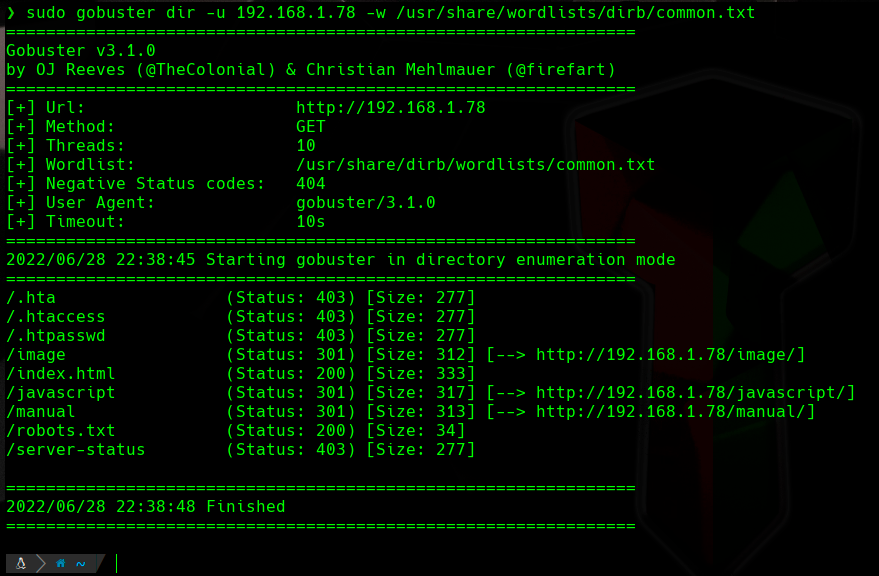 ❯ sudo gobuster dir -u 192.168.1.78 -w /usr/share/wordlists/dirb/common.txt
===============================================================
Gobuster v3.1.0
by OJ Reeves (@TheColonial) & Christian Mehlmauer (@firefart)
===============================================================
[+] Url:                     http://192.168.1.78
[+] Method:                  GET
[+] Threads:                 10
[+] Wordlist:                /usr/share/dirb/wordlists/common.txt
[+] Negative Status codes:   404
[+] User Agent:              gobuster/3.1.0
[+] Timeout:                 10s
===============================================================
2022/06/28 22:38:45 Starting gobuster in directory enumeration mode
===============================================================
/.hta                 (Status: 403) [Size: 277]
/.htaccess            (Status: 403) [Size: 277]
/.htpasswd            (Status: 403) [Size: 277]
/image                (Status: 301) [Size: 312] [--> http://192.168.1.78/image/]
/index.html           (Status: 200) [Size: 333]
/javascript           (Status: 301) [Size: 317] [--> http://192.168.1.78/javascript/]
/manual               (Status: 301) [Size: 313] [--> http://192.168.1.78/manual/]
/robots.txt           (Status: 200) [Size: 34]
/server-status        (Status: 403) [Size: 277]
===============================================================
2022/06/28 22:38:48 Finished
===============================================================
~